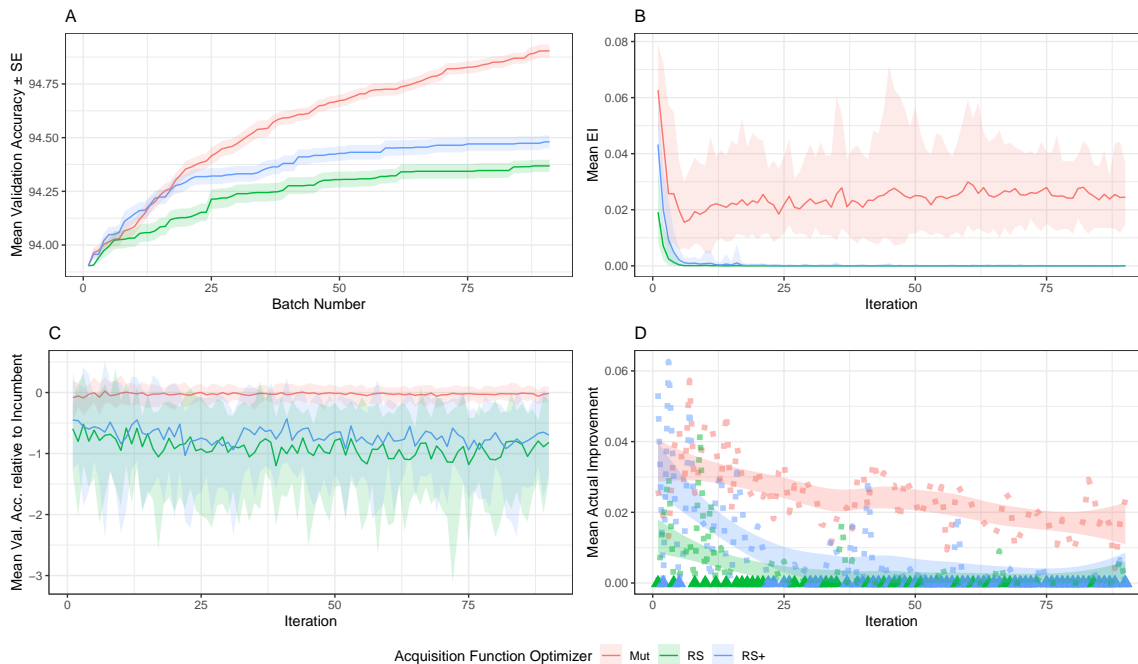 A
Mean Validation Accuracy ± SE
94.75
94.50
94.25
94.00
0
25
50
75
Batch Number
B
Mean EI
0.08
0.06
0.04
0.02
0.00
0
25
50
75
Iteration
C
Mean Val. Acc. relative to Incumbent
0
−1
−2
−3
0
25
50
75
Iteration
D
Mean Actual Improvement
0.06
0.04
0.02
0.00
0
25
50
75
Iteration
Acquisition Function Optimizer Mut RS RS+